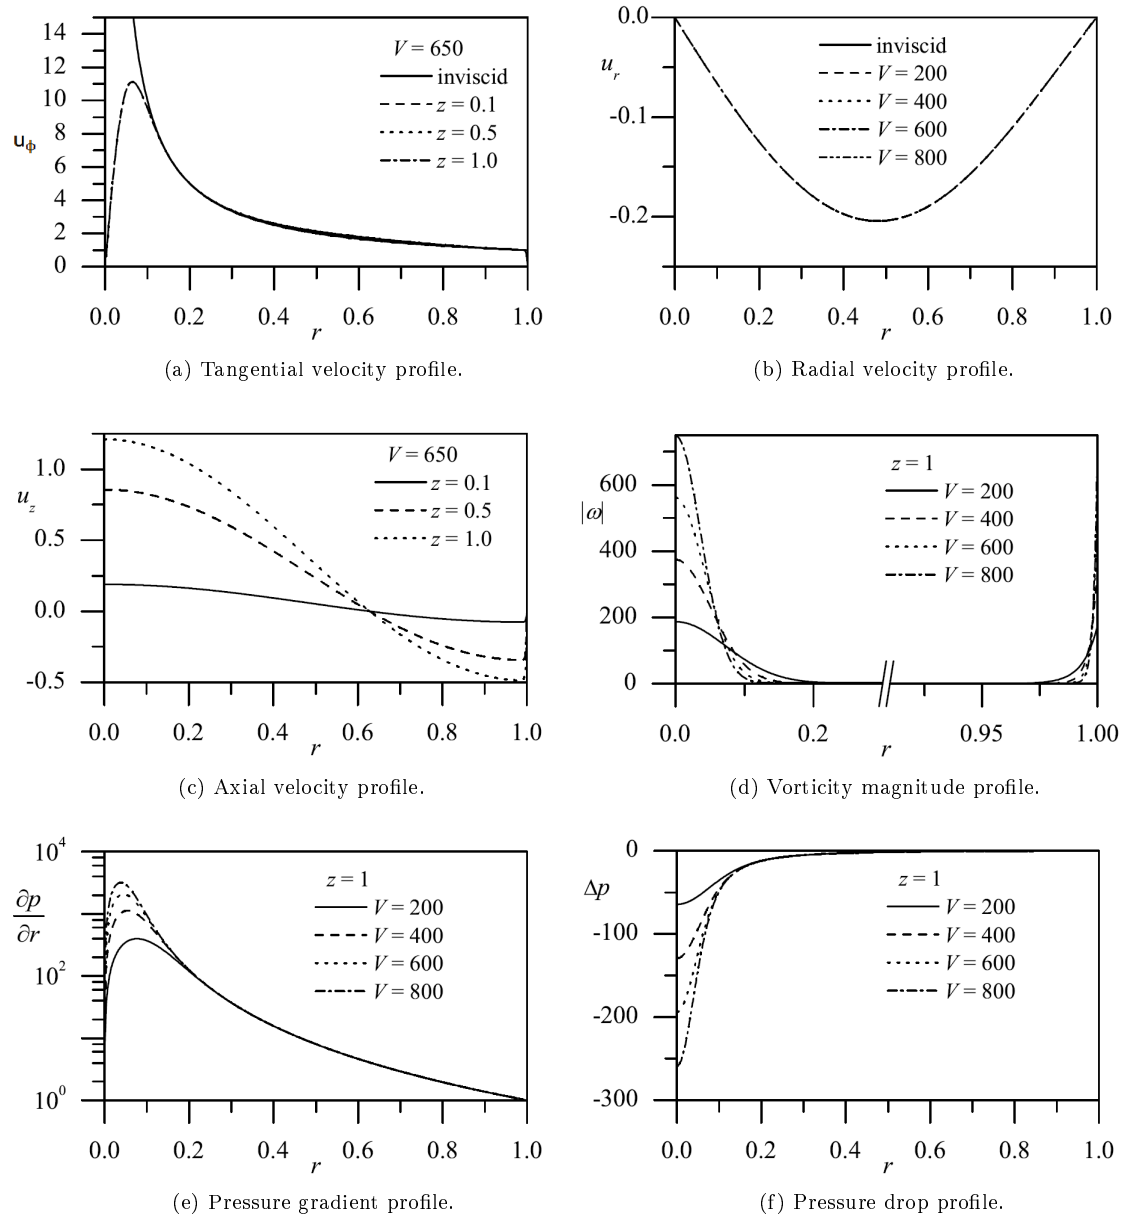 14
12
10
8
6
4
2
0
u_ϕ
V = 650
inviscid
z = 0.1
z = 0.5
z = 1.0
0.0 0.2 0.4 0.6 0.8 1.0
r
(a) Tangential velocity profile.
0.0
-0.1
-0.2
u_r
inviscid
V = 200
V = 400
V = 600
V = 800
0.0 0.2 0.4 0.6 0.8 1.0
r
(b) Radial velocity profile.
1.0
0.5
0.0
-0.5
u_z
V = 650
z = 0.1
z = 0.5
z = 1.0
0.0 0.2 0.4 0.6 0.8 1.0
r
(c) Axial velocity profile.
600
400
200
0
|ω|
z = 1
V = 200
V = 400
V = 600
V = 800
0.0 0.2 0.95 1.00
r
(d) Vorticity magnitude profile.
10^4
10^2
10^0
∂p
∂r
z = 1
V = 200
V = 400
V = 600
V = 800
0.0 0.2 0.4 0.6 0.8 1.0
r
(e) Pressure gradient profile.
0
-100
-200
-300
Δp
z = 1
V = 200
V = 400
V = 600
V = 800
0.0 0.2 0.4 0.6 0.8 1.0
r
(f) Pressure drop profile.